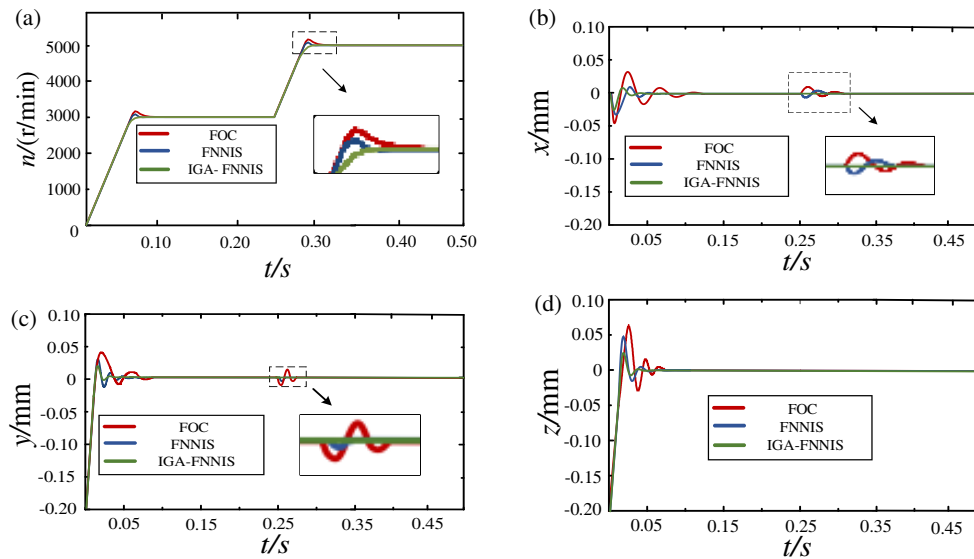 (a)
n/(r/min)
5000
4000
3000
2000
1000
0
FOC
FNNIS
IGA- FNNIS
0.10
0.20
0.30
0.40
0.50
t/s
(b)
x/mm
0.10
0.05
0
-0.05
-0.10
-0.15
-0.20
FOC
FNNIS
IGA-FNNIS
0.05
0.15
0.25
0.35
0.45
t/s
(c)
y/mm
0.10
0.05
0
-0.05
-0.10
-0.15
-0.20
FOC
FNNIS
IGA-FNNIS
0.05
0.15
0.25
0.35
0.45
t/s
(d)
z/mm
0.10
0.05
0
-0.05
-0.10
-0.15
-0.20
FOC
FNNIS
IGA-FNNIS
0.05
0.15
0.25
0.35
0.45
t/s